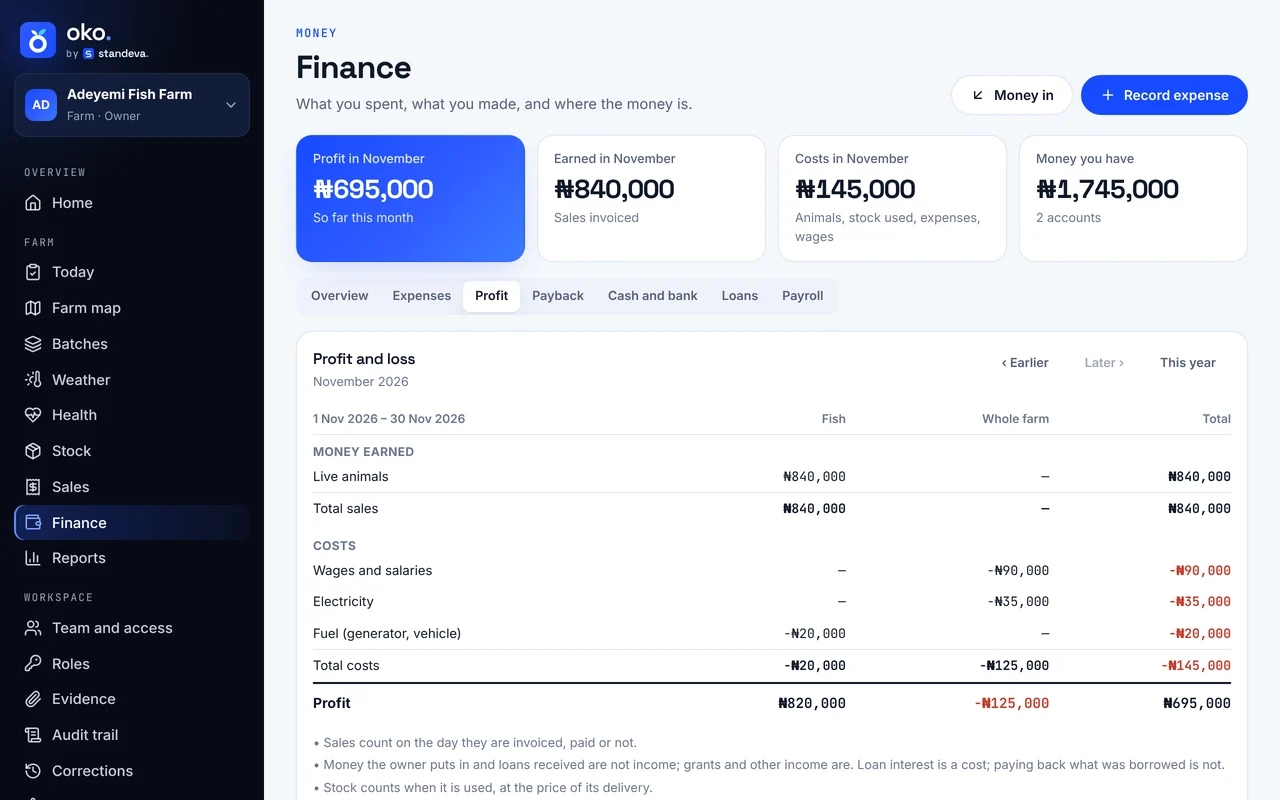 oko.
by S standeva.
AD
Adeyemi Fish Farm
Farm · Owner
OVERVIEW
Home
FARM
Today
Farm map
Batches
Weather
Health
Stock
Sales
Finance
Reports
WORKSPACE
Team and access
Roles
Evidence
Audit trail
Corrections
MONEY
Finance
What you spent, what you made, and where the money is.
Money in
+ Record expense
Profit in November
₦695,000
So far this month
Earned in November
₦840,000
Sales invoiced
Costs in November
₦145,000
Animals, stock used, expenses,
wages
Money you have
₦1,745,000
2 accounts
Overview Expenses Profit Payback Cash and bank Loans Payroll
Profit and loss
November 2026
‹ Earlier Later › This year
1 Nov 2026 – 30 Nov 2026 Fish Whole farm Total
MONEY EARNED
Live animals ₦840,000 — ₦840,000
Total sales ₦840,000 — ₦840,000
COSTS
Wages and salaries — -₦90,000 -₦90,000
Electricity — -₦35,000 -₦35,000
Fuel (generator, vehicle) -₦20,000 — -₦20,000
Total costs -₦20,000 -₦125,000 -₦145,000
Profit ₦820,000 -₦125,000 ₦695,000
• Sales count on the day they are invoiced, paid or not.
• Money the owner puts in and loans received are not income; grants and other income are. Loan interest is a cost; paying back what was borrowed is not.
• Stock counts when it is used, at the price of its delivery.